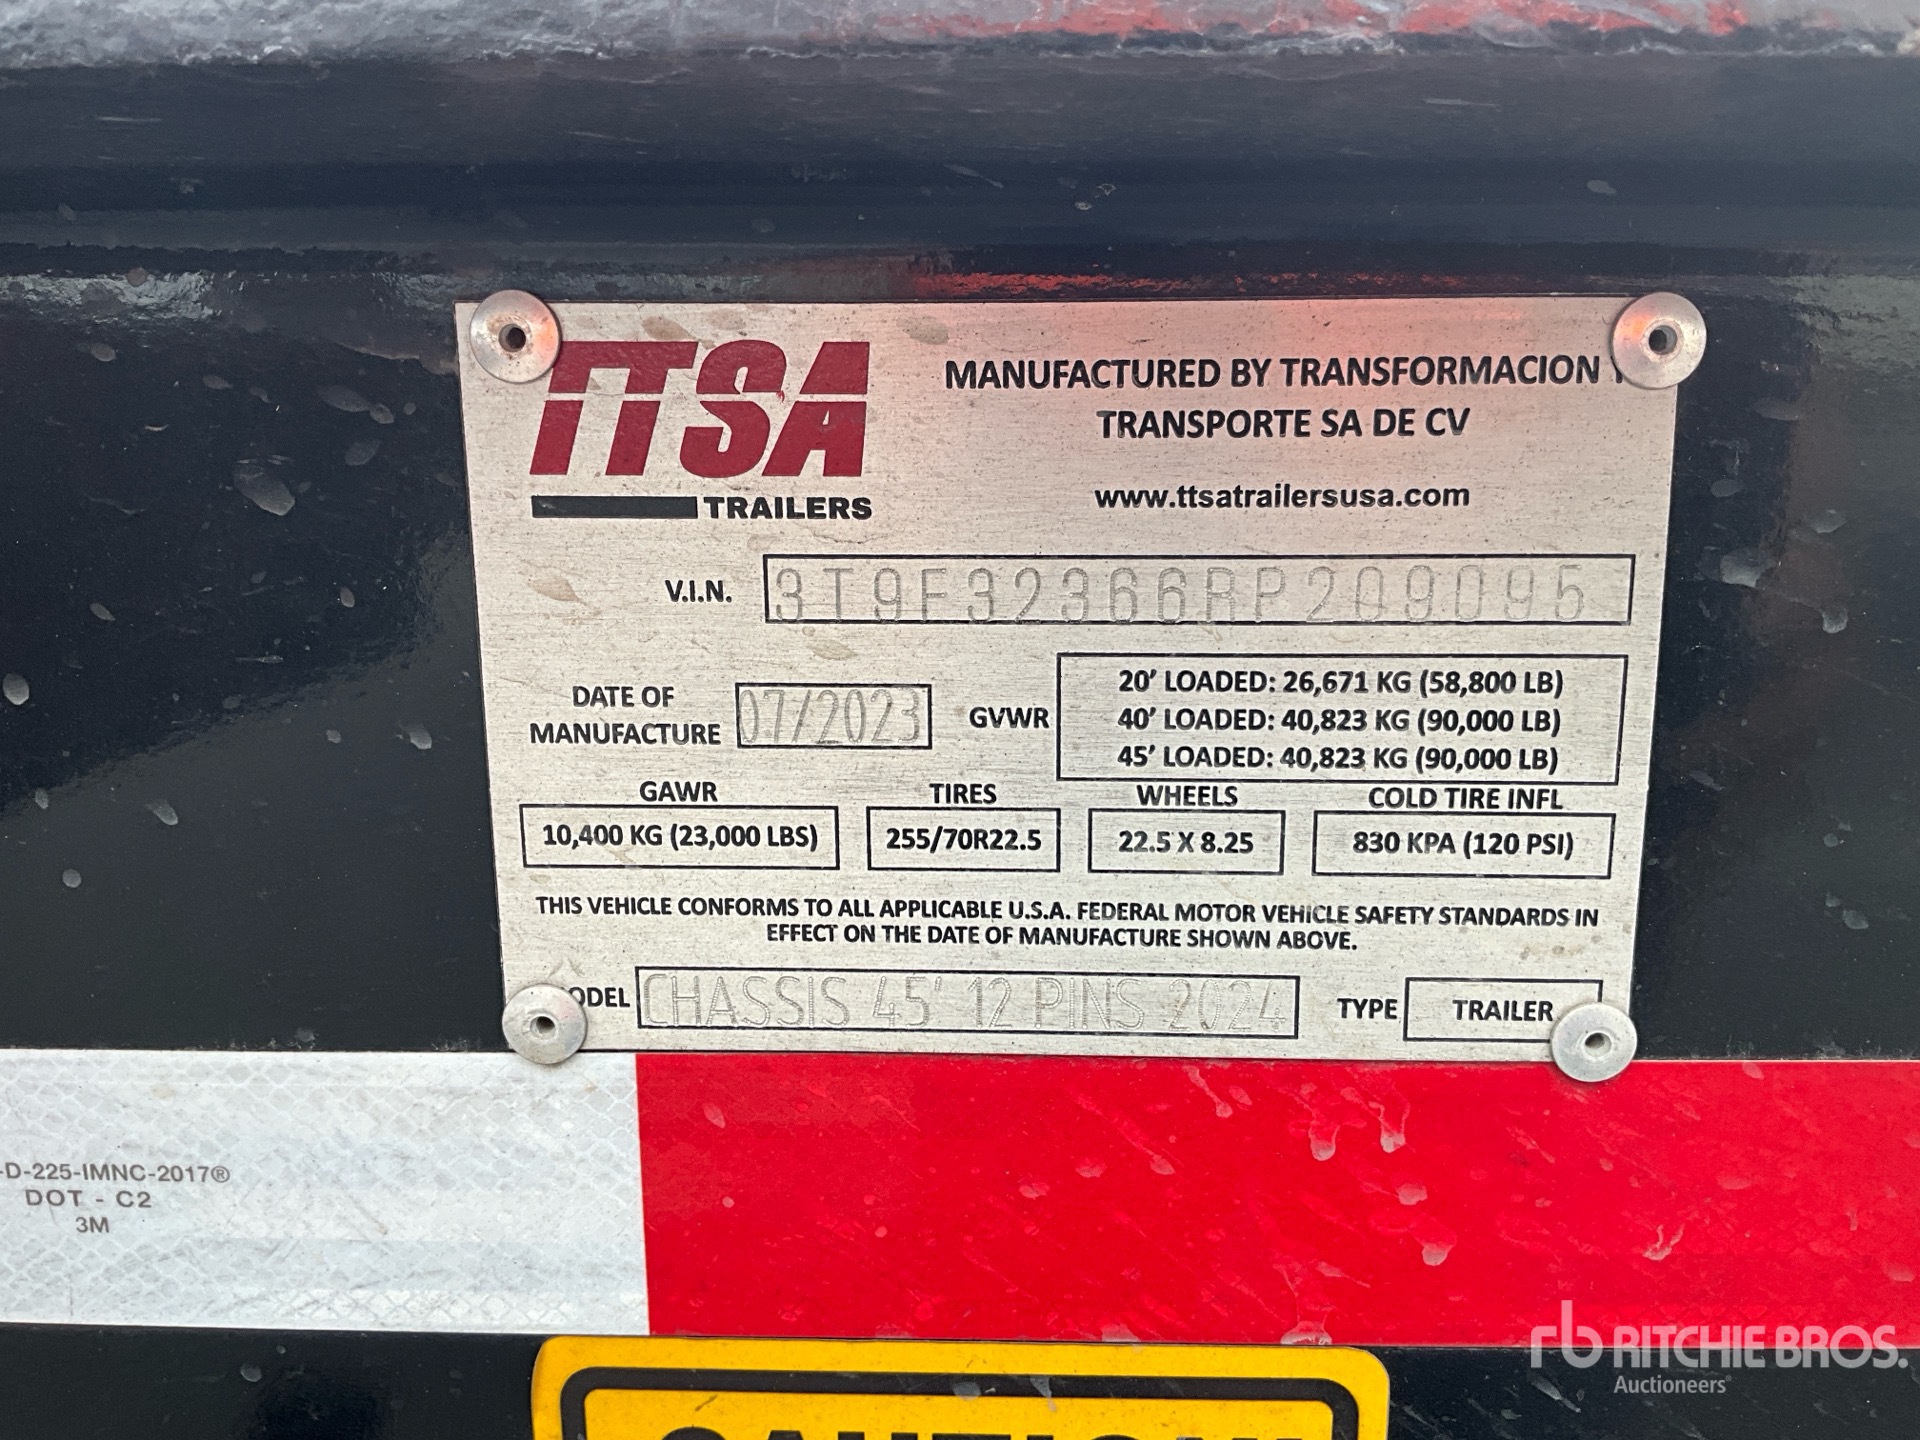 TTSA
TRAILERS
MANUFACTURED BY TRANSFORMACION
TRANSPORTE SA DE CV
www.ttsatrailersusa.com
V.I.N. 3T9F32366RP209095
DATE OF
MANUFACTURE 07/2023
GVWR
20' LOADED: 26,671 KG (58,800 LB)
40' LOADED: 40,823 KG (90,000 LB)
45' LOADED: 40,823 KG (90,000 LB)
GAWR TIRES WHEELS COLD TIRE INFL
10,400 KG (23,000 LBS) 255/70R22.5 22.5 X 8.25 830 KPA (120 PSI)
THIS VEHICLE CONFORMS TO ALL APPLICABLE U.S.A. FEDERAL MOTOR VEHICLE SAFETY STANDARDS IN
EFFECT ON THE DATE OF MANUFACTURE SHOWN ABOVE.
ODEL CHASSIS 45' 12 PINS 2024 TYPE TRAILER
-D-225-IMNC-2017®
DOT - C2
3M
CAUTION!
rb RITCHIE BROS.
Auctioneers